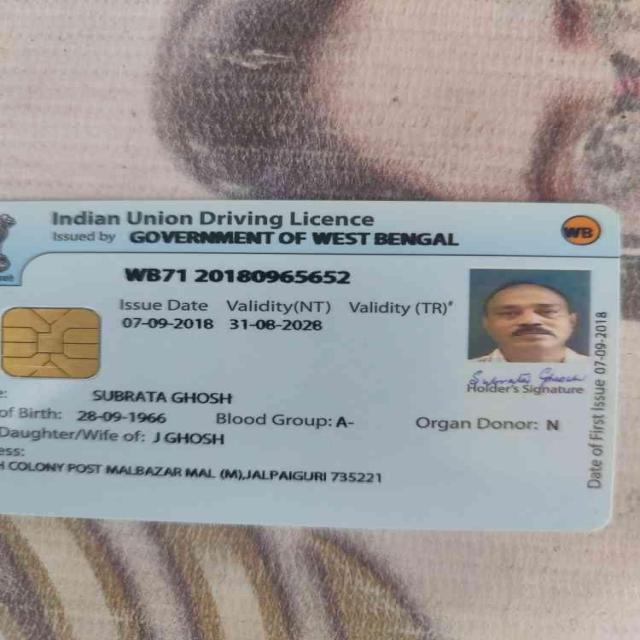 Indian Union Driving Licence
Issued by GOVERNMENT OF WEST BENGAL
WB
WB71 20180965652
Issue Date Validity(NT) Validity (TR)#
07-09-2018 31-08-2028
Subrata Ghosh
Holder's Signature
e: SUBRATA GHOSH
of Birth: 28-09-1966 Blood Group: A- Organ Donor: N
Daughter/Wife of: J GHOSH
ess:
COLONY POST MALBAZAR MAL (M),JALPAIGURI 735221
Date of First Issue 07-09-2018